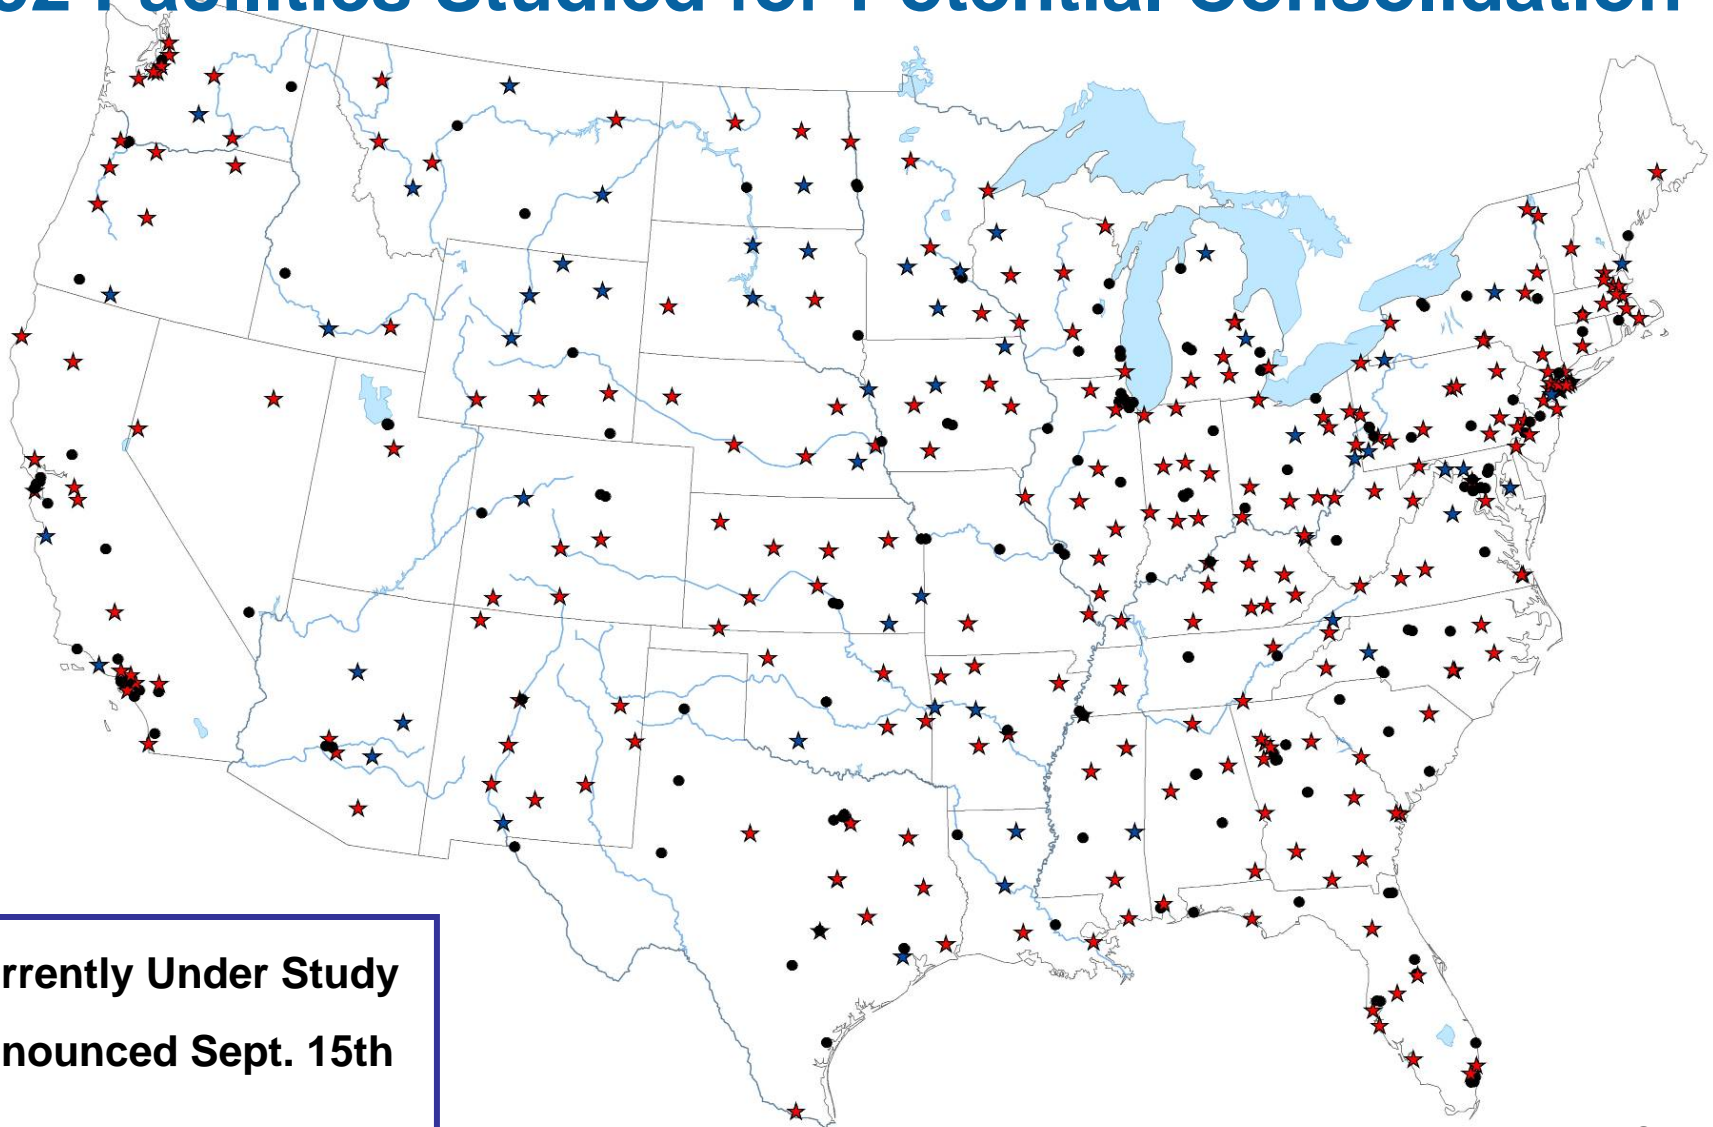 Facilities Studied for Potential Consolidation
Under Study
Sept. 15th